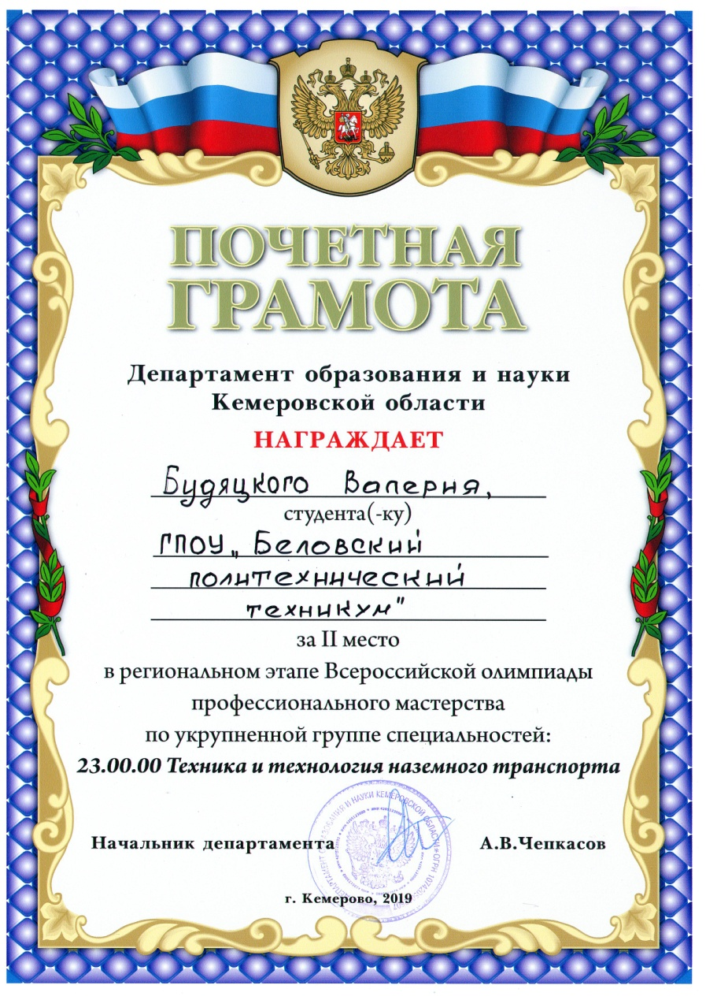 ПОЧЕТНАЯ
ГРАМОТА
Департамент образования и науки
Кемеровской области
НАГРАЖДАЕТ
Будяцкого Валерия,
студента(-ку)
ГПОУ „Беловский
политехнический
техникум"
за II место
в региональном этапе Всероссийской олимпиады
профессионального мастерства
по укрупненной группе специальностей:
23.00.00 Техника и технология наземного транспорта
ОБРАЗОВАНИЯ И НАУКИ КЕМЕРОВСКОЙ ОБЛАСТИ
Начальник департамента А.В.Чепкасов
г. Кемерово, 2019